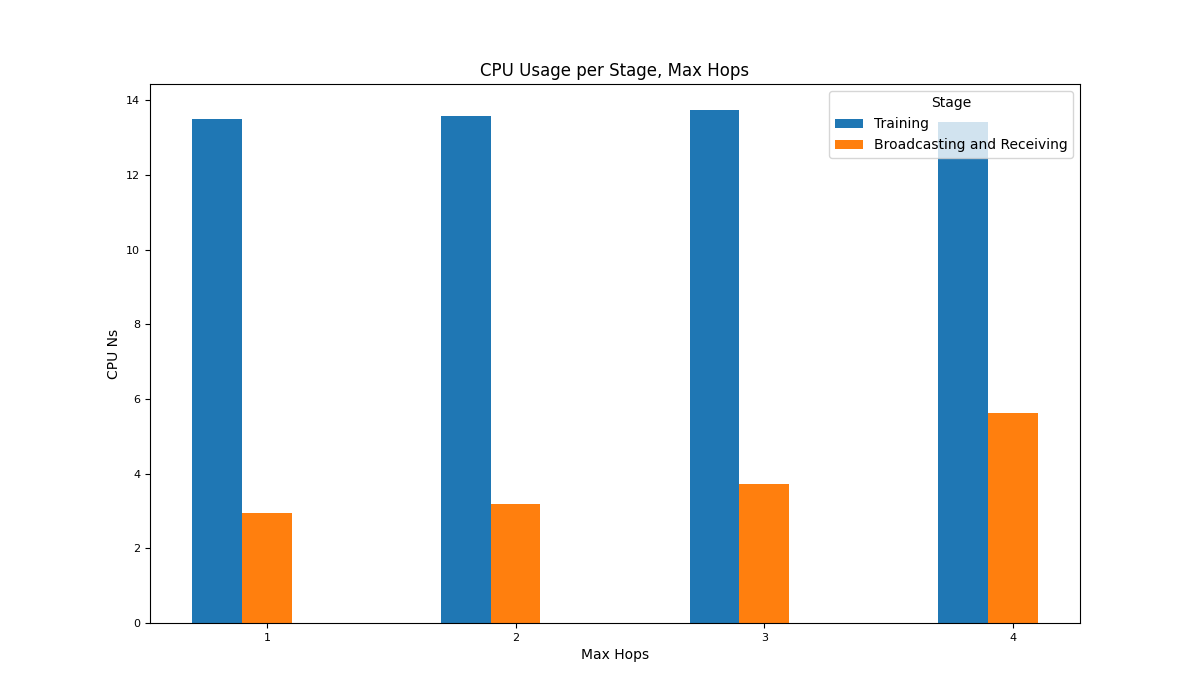 CPU Usage per Stage, Max Hops
14
12
10
8
6
4
2
0
CPU Ns
Stage
Training
Broadcasting and Receiving
1 2 3 4
Max Hops